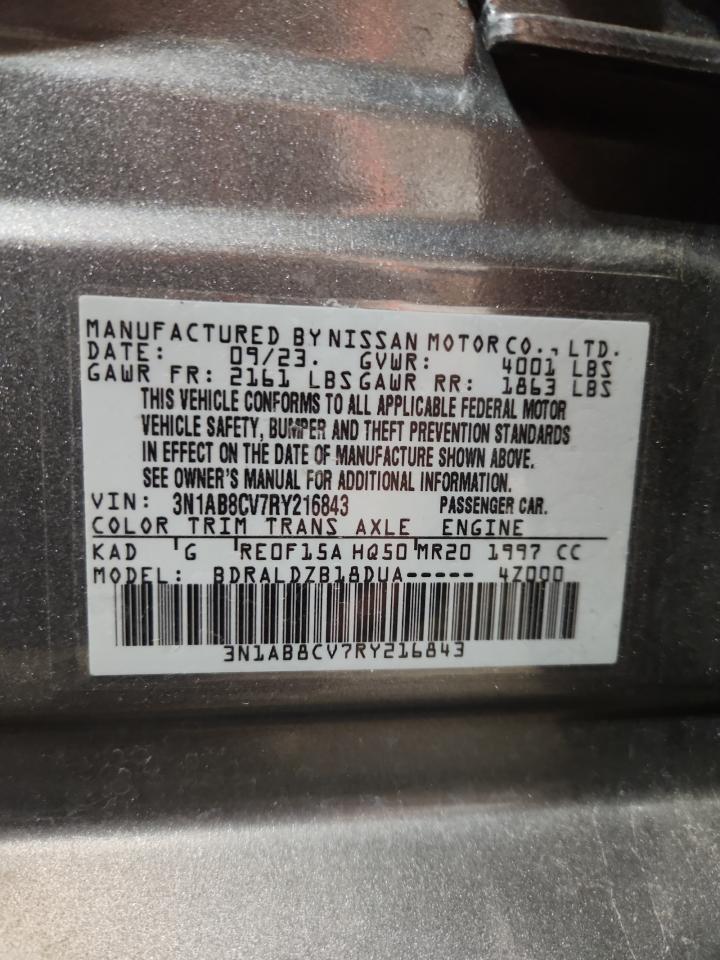 MANUFACTURED BY NISSAN MOTOR CO., LTD.
DATE: 09/23. GVWR: 4001 LBS
GAWR FR: 2161 LBS GAWR RR: 1863 LBS
THIS VEHICLE CONFORMS TO ALL APPLICABLE FEDERAL MOTOR
VEHICLE SAFETY, BUMPER AND THEFT PREVENTION STANDARDS
IN EFFECT ON THE DATE OF MANUFACTURE SHOWN ABOVE.
SEE OWNER'S MANUAL FOR ADDITIONAL INFORMATION.
VIN: 3N1AB8CV7RY216843 PASSENGER CAR.
COLOR TRIM TRANS AXLE ENGINE
KAD G RE0F15A HQ50 MR20 1997 CC
MODEL: BDRALDZB18DUA----- 4Z000
3N1AB8CV7RY216843